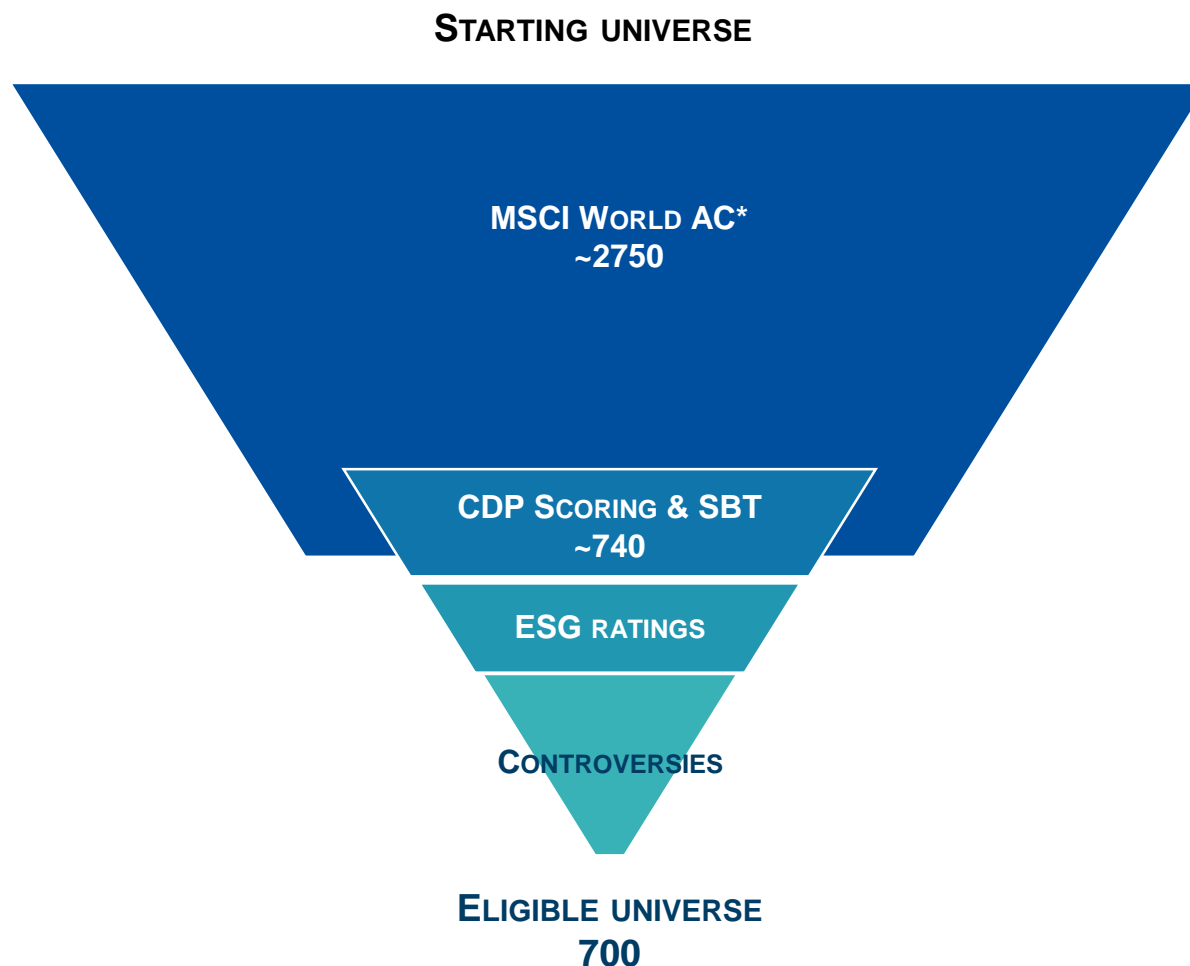 STARTING UNIVERSE
MSCI WORLD AC*
~2750
CDP SCORING & SBT
~740
ESG RATINGS
CONTROVERSIES
ELIGIBLE UNIVERSE
700